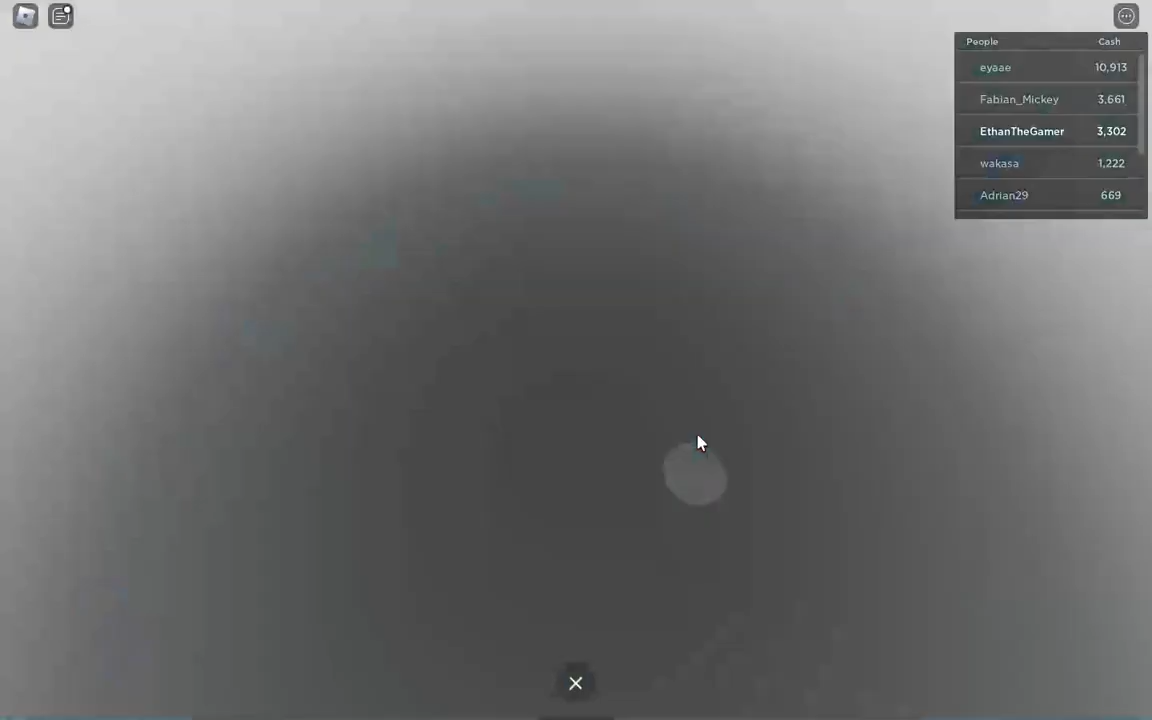 People Cash
eyaae 10,913
Fabian_Mickey 3,661
EthanTheGamer 3,302
wakasa 1,222
Adrian29 669